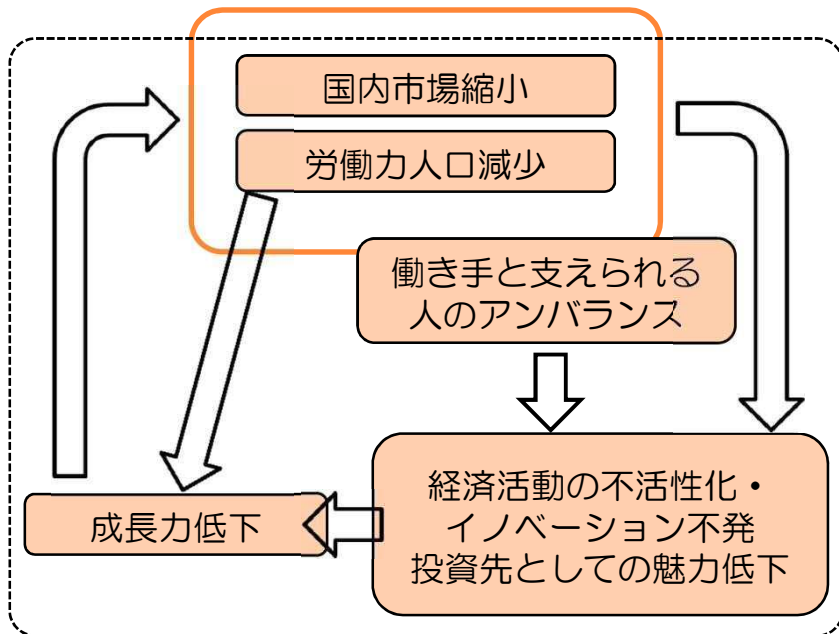 国内市場縮小
労働力人口減少
働き手と支えられる
人のアンバランス
経済活動の不活性化・
イノベーション不発
投資先としての魅力低下
成長力低下